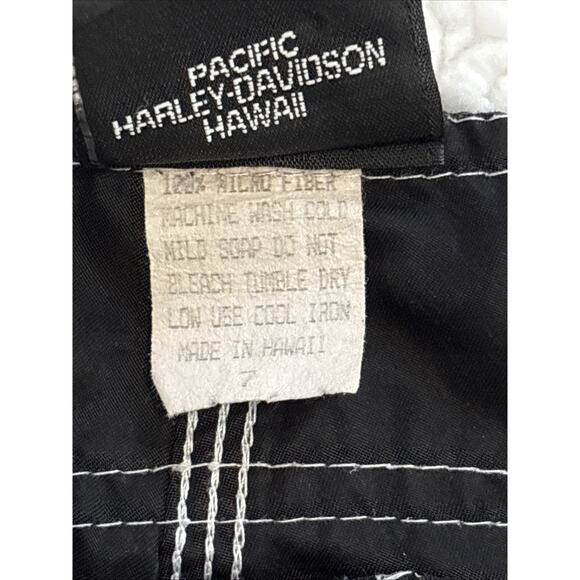 PACIFIC
HARLEY-DAVIDSON
HAWAII
100% MICRO FIBER
MACHINE WASH COLD
MILD SOAP DO NOT
BLEACH TUMBLE DRY
LOW USE COOL IRON
MADE IN HAWAII
7